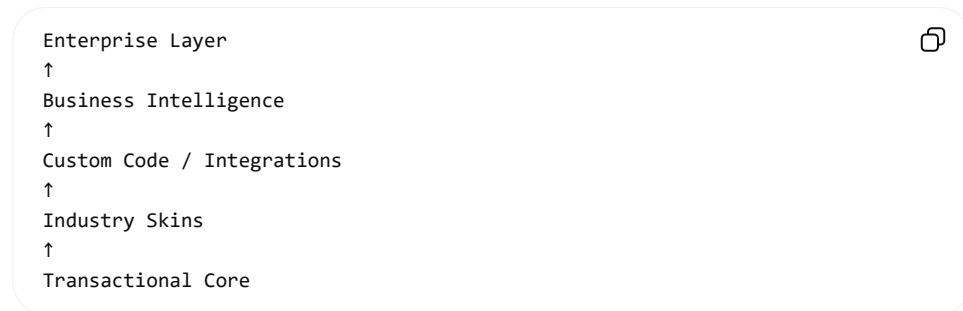 Enterprise Layer
↑
Business Intelligence
↑
Custom Code / Integrations
↑
Industry Skins
↑
Transactional Core